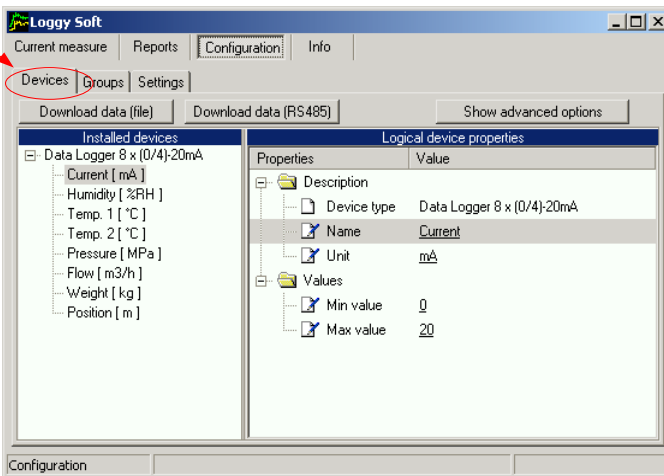 Loggy Soft
Current measure Reports Configuration Info
Devices Groups Settings
Download data (file) Download data (RS485) Show advanced options
Installed devices
Data Logger 8 x (0/4)-20mA
Current [ mA ]
Humidity [ %RH ]
Temp. 1 [ °C ]
Temp. 2 [ °C ]
Pressure [ MPa ]
Flow [ m3/h ]
Weight [ kg ]
Position [ m ]
Logical device properties
Properties Value
Description
Device type Data Logger 8 x (0/4)-20mA
Name Current
Unit mA
Values
Min value 0
Max value 20
Configuration